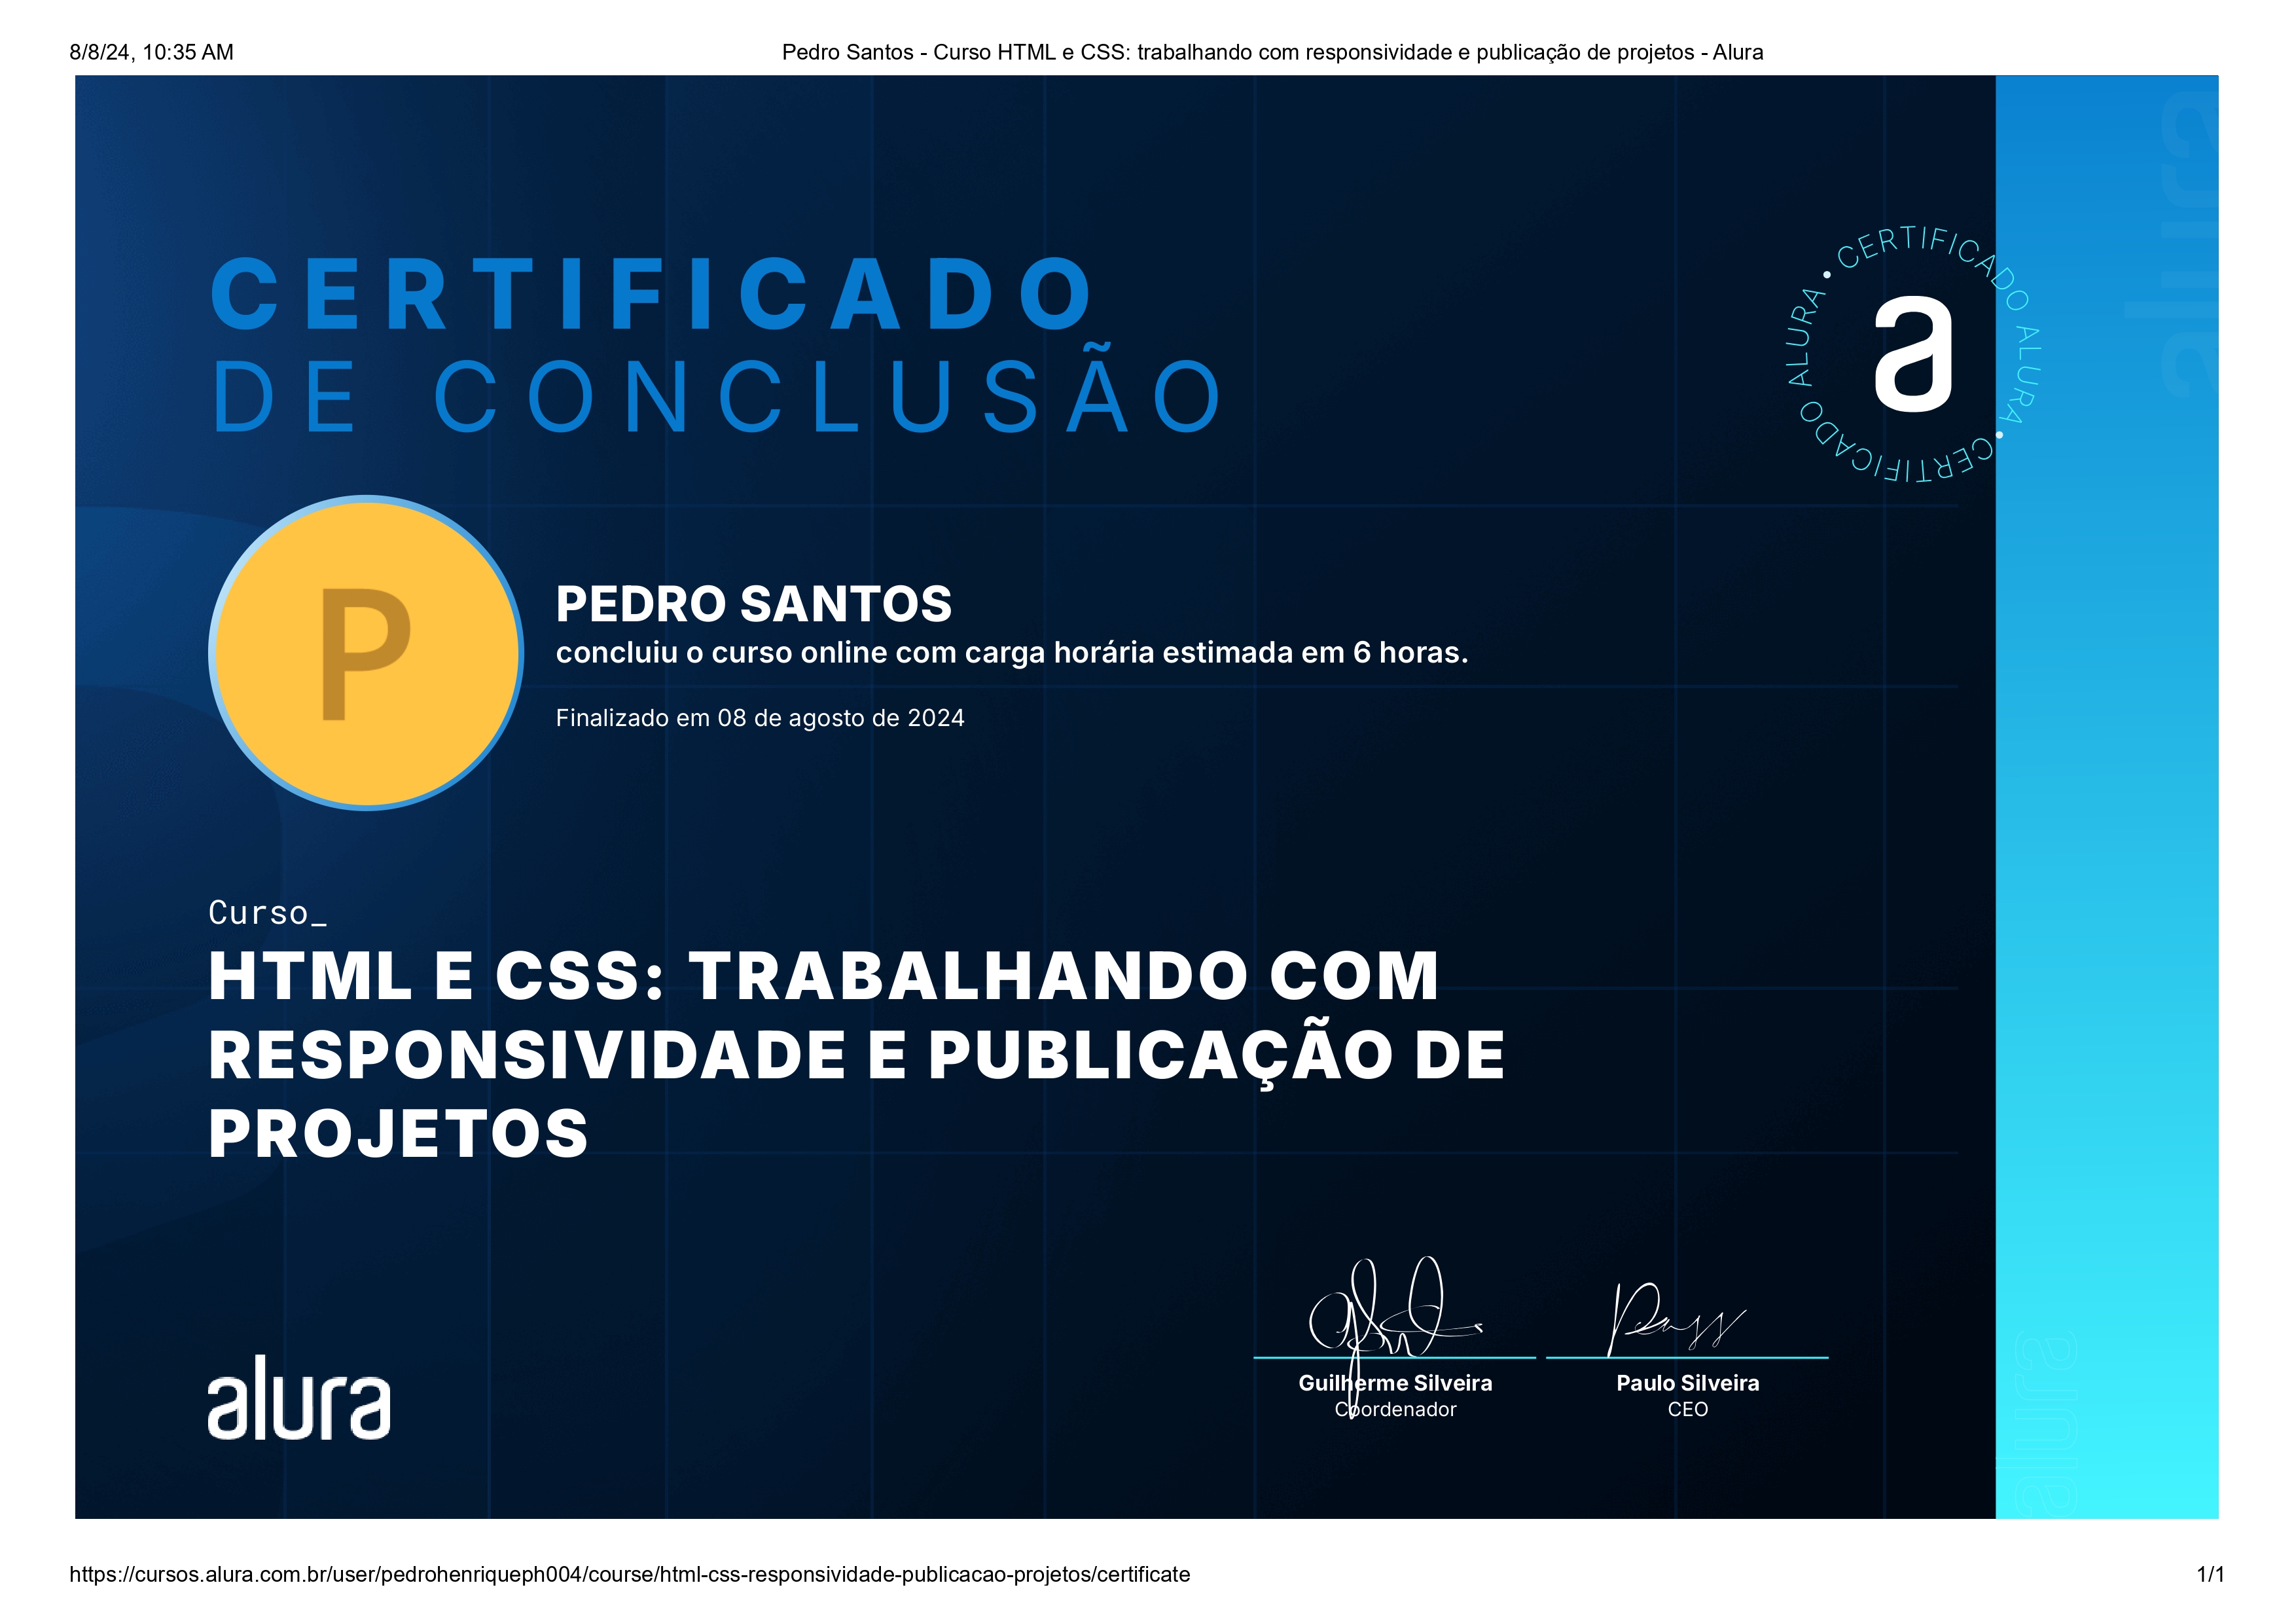 8/8/24, 10:35 AM
Pedro Santos - Curso HTML e CSS: trabalhando com responsividade e publicação de projetos - Alura
CERTIFICADO
DE CONCLUSÃO
• CERTIFICADO ALURA • CERTIFICADO ALURA
a
alura
P
PEDRO SANTOS
concluiu o curso online com carga horária estimada em 6 horas.
Finalizado em 08 de agosto de 2024
Curso_
HTML E CSS: TRABALHANDO COM
RESPONSIVIDADE E PUBLICAÇÃO DE
PROJETOS
alura
Guilherme Silveira
Coordenador
Paulo Silveira
CEO
alura
https://cursos.alura.com.br/user/pedrohenriqueph004/course/html-css-responsividade-publicacao-projetos/certificate
1/1